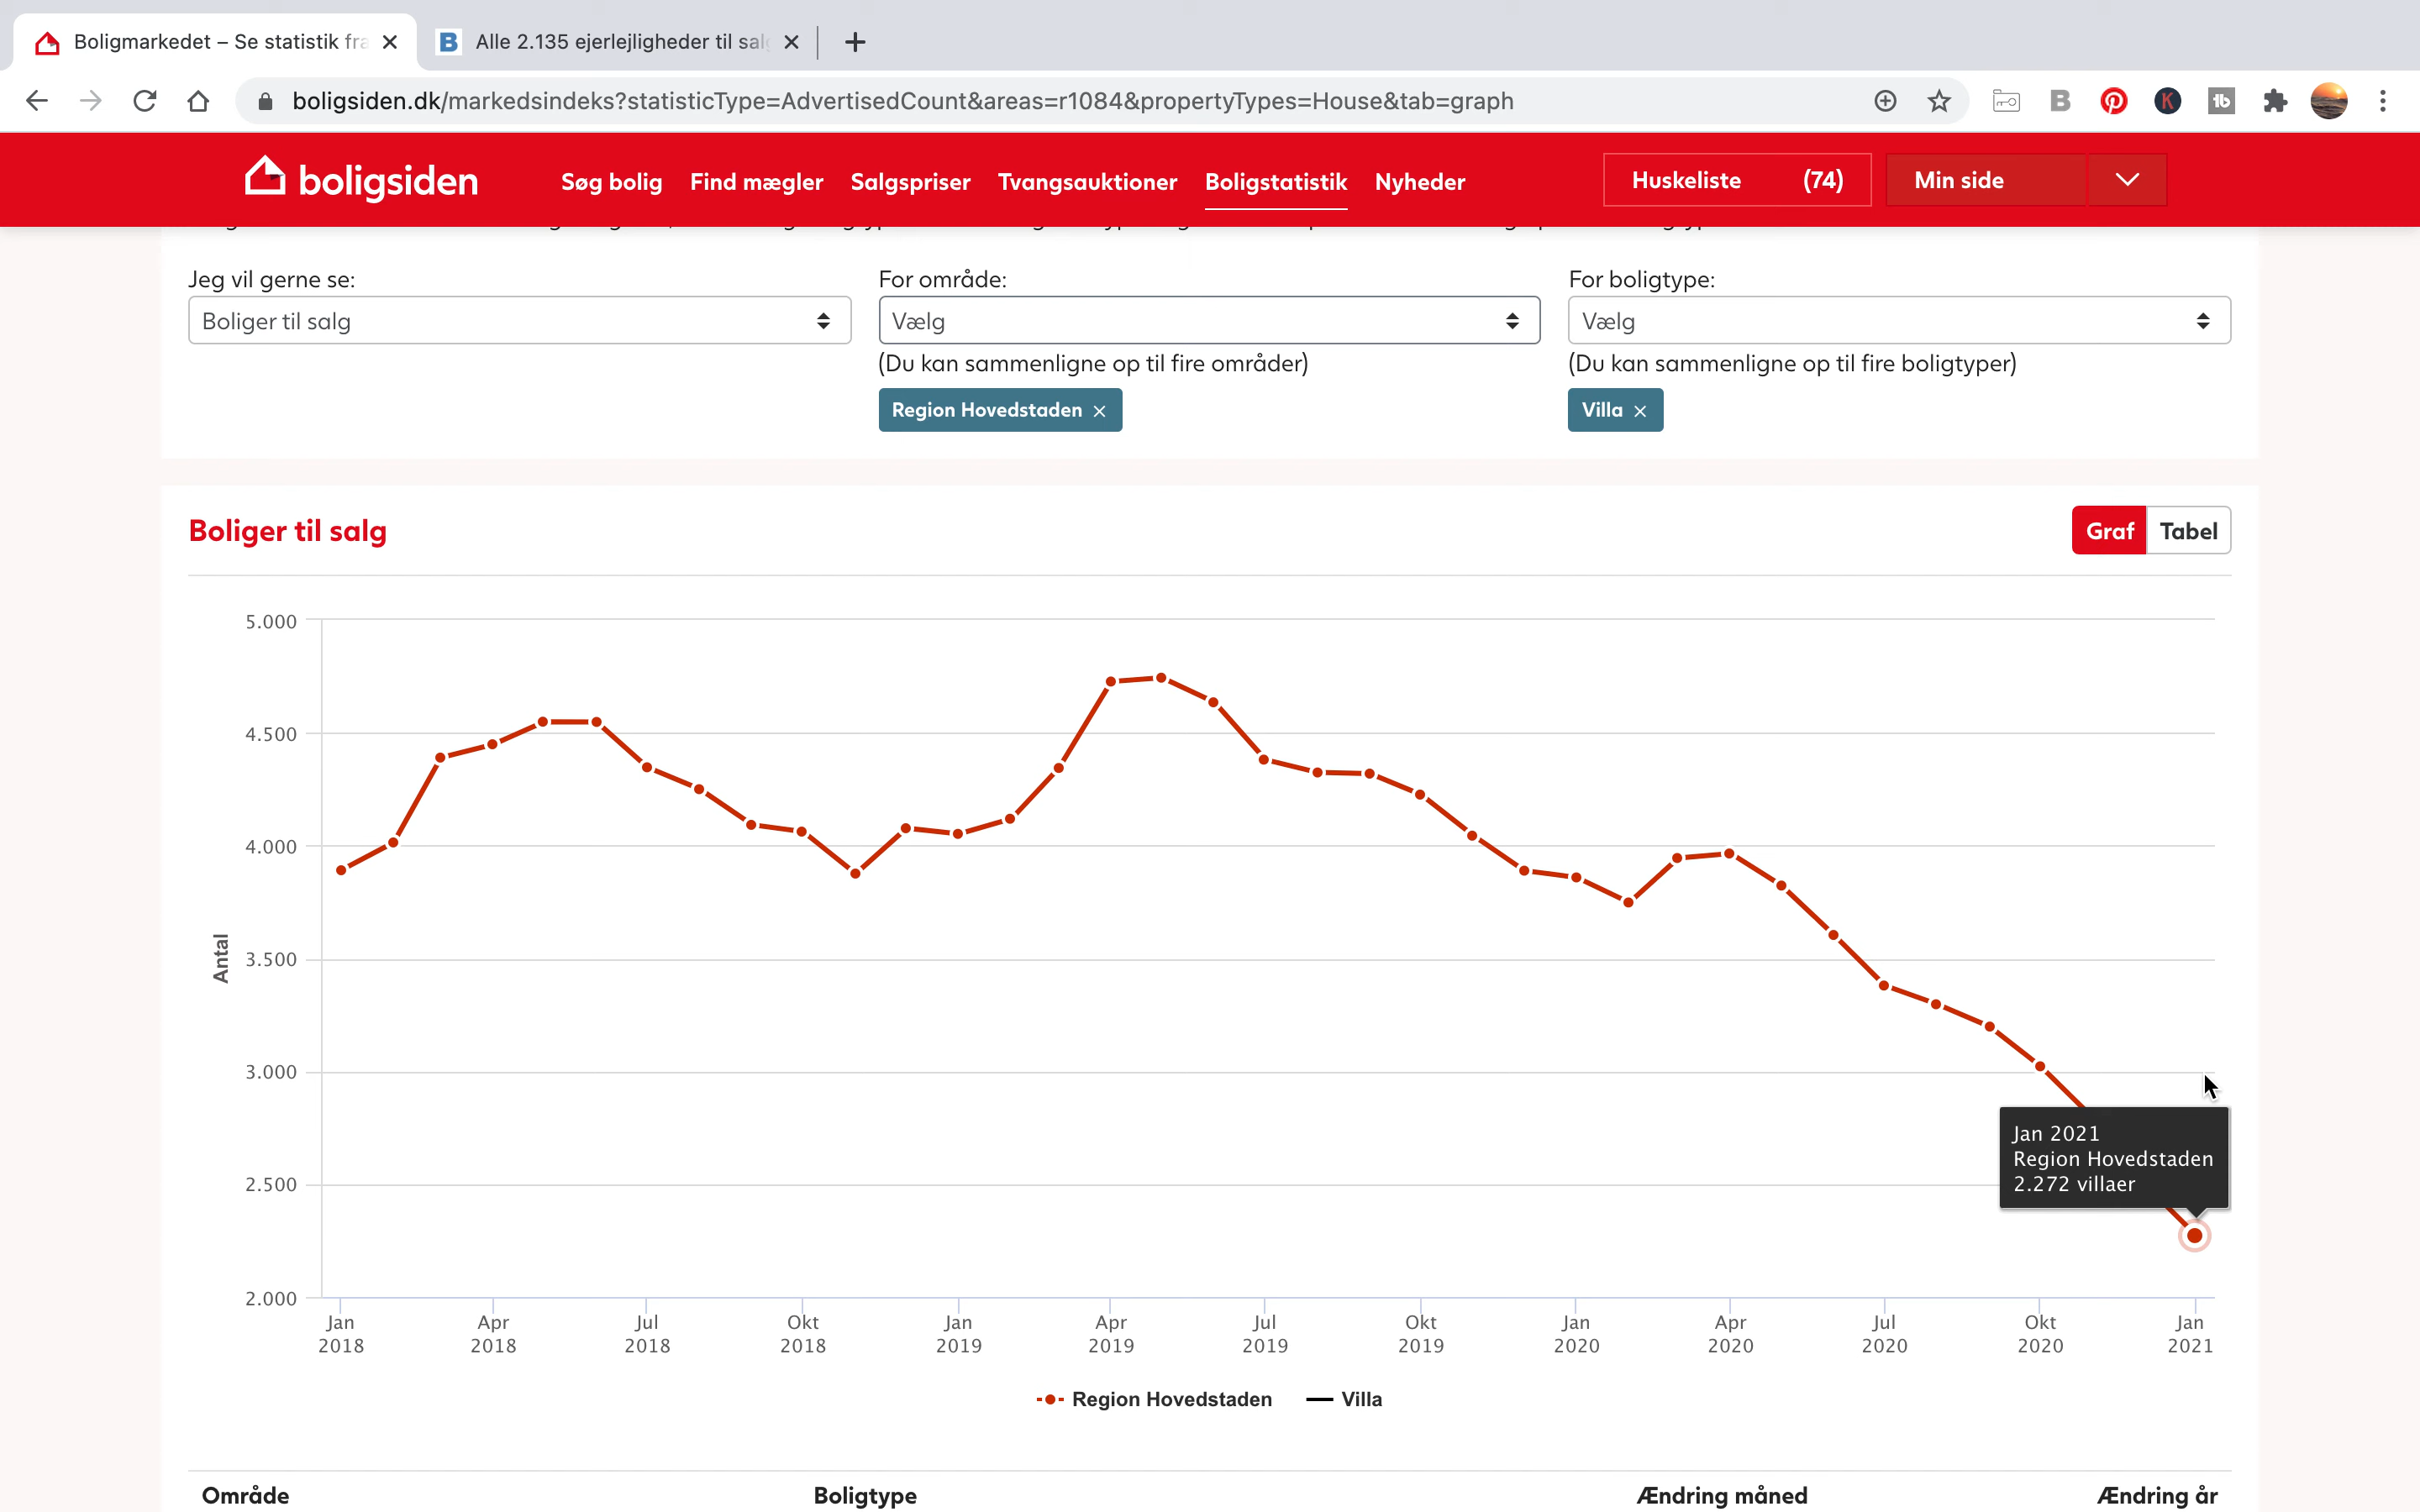 Boligmarkedet – Se statistik fra
B Alle 2.135 ejerlejligheder til salg
boligsiden.dk/markedsindeks?statisticType=AdvertisedCount&areas=r1084&propertyTypes=House&tab=graph
B K tb
boligsiden Søg bolig Find mægler Salgspriser Tvangsauktioner Boligstatistik Nyheder Huskeliste (74) Min side
Jeg vil gerne se: For område: For boligtype:
Boliger til salg Vælg Vælg
(Du kan sammenligne op til fire områder) (Du kan sammenligne op til fire boligtyper)
Region Hovedstaden × Villa ×
Boliger til salg Graf Tabel
5.000
4.500
4.000
Antal
3.500
3.000
Jan 2021
Region Hovedstaden
2.272 villaer
2.500
2.000
Jan Apr Jul Okt Jan Apr Jul Okt Jan Apr Jul Okt Jan
2018 2018 2018 2018 2019 2019 2019 2019 2020 2020 2020 2020 2021
Region Hovedstaden Villa
Område Boligtype Ændring måned Ændring år